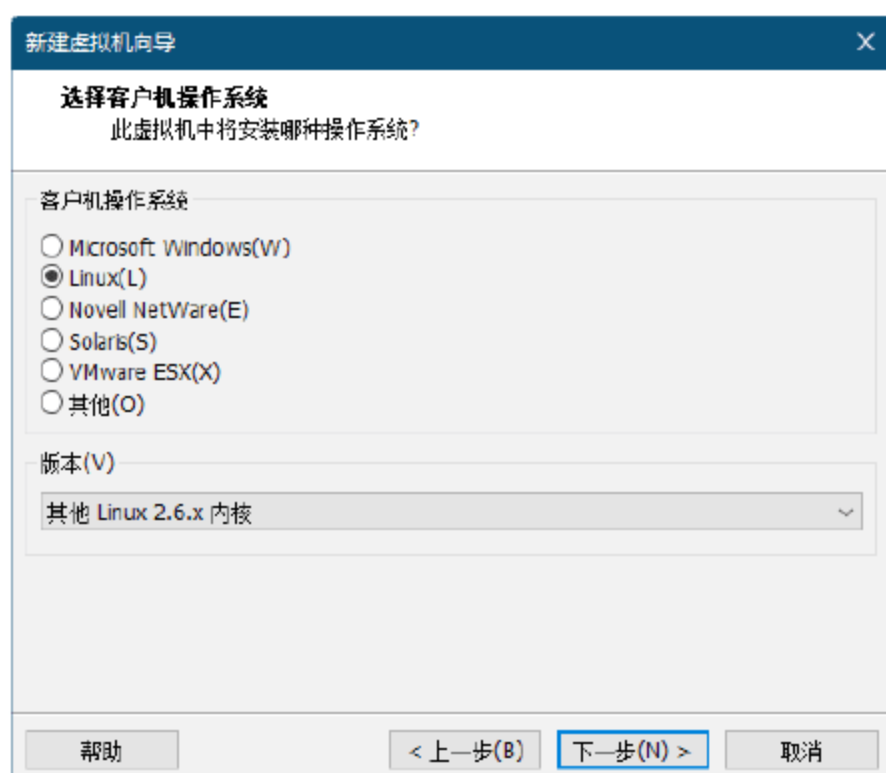 新建虚拟机向导
选择客户机操作系统
此虚拟机中将安装哪种操作系统?
客户机操作系统
Microsoft Windows(W)
Linux(L)
Novell NetWare(E)
Solaris(S)
VMware ESX(X)
其他(O)
版本(V)
其他 Linux 2.6.x 内核
帮助
< 上一步(B)
下一步(N) >
取消